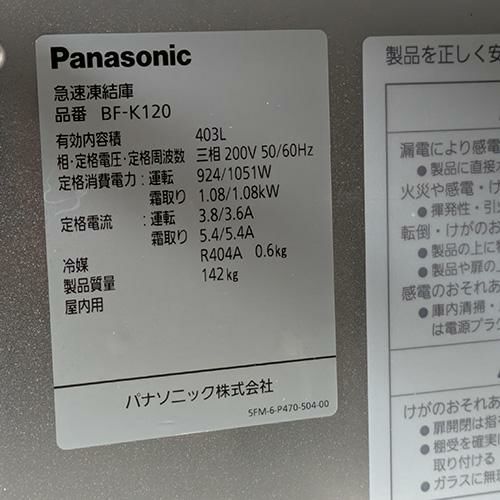 Panasonic
急速凍結庫
品番 BF-K120
有効内容積 403L
相・定格電圧・定格周波数 三相 200V 50/60Hz
定格消費電力：運転 924/1051W
霜取り 1.08/1.08kW
定格電流 ：運転 3.8/3.6A
霜取り 5.4/5.4A
冷媒 R404A 0.6kg
製品質量 142kg
屋内用
パナソニック株式会社
5FM-6-P470-504-00
製品を正しく安
漏電により感電
●製品に直接
火災や感電・け
●揮発性・引
転倒・けがのお
●製品の上に
●製品や扉の
感電のおそれあ
●庫内清掃・
は電源プラ
けがのおそれあ
●扉開閉は指
●棚受を確実
取り付ける
●ガラスに無